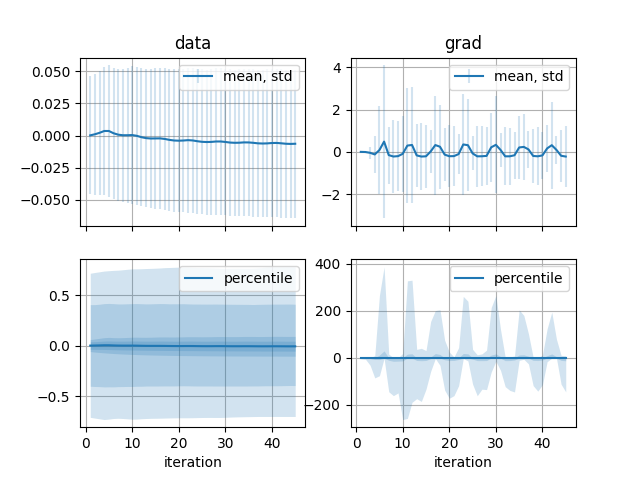 data
grad
mean, std
mean, std
0.050
0.025
0.000
−0.025
−0.050
4
2
0
−2
percentile
percentile
0.5
0.0
−0.5
400
200
0
−200
0 10 20 30 40
0 10 20 30 40
iteration
iteration